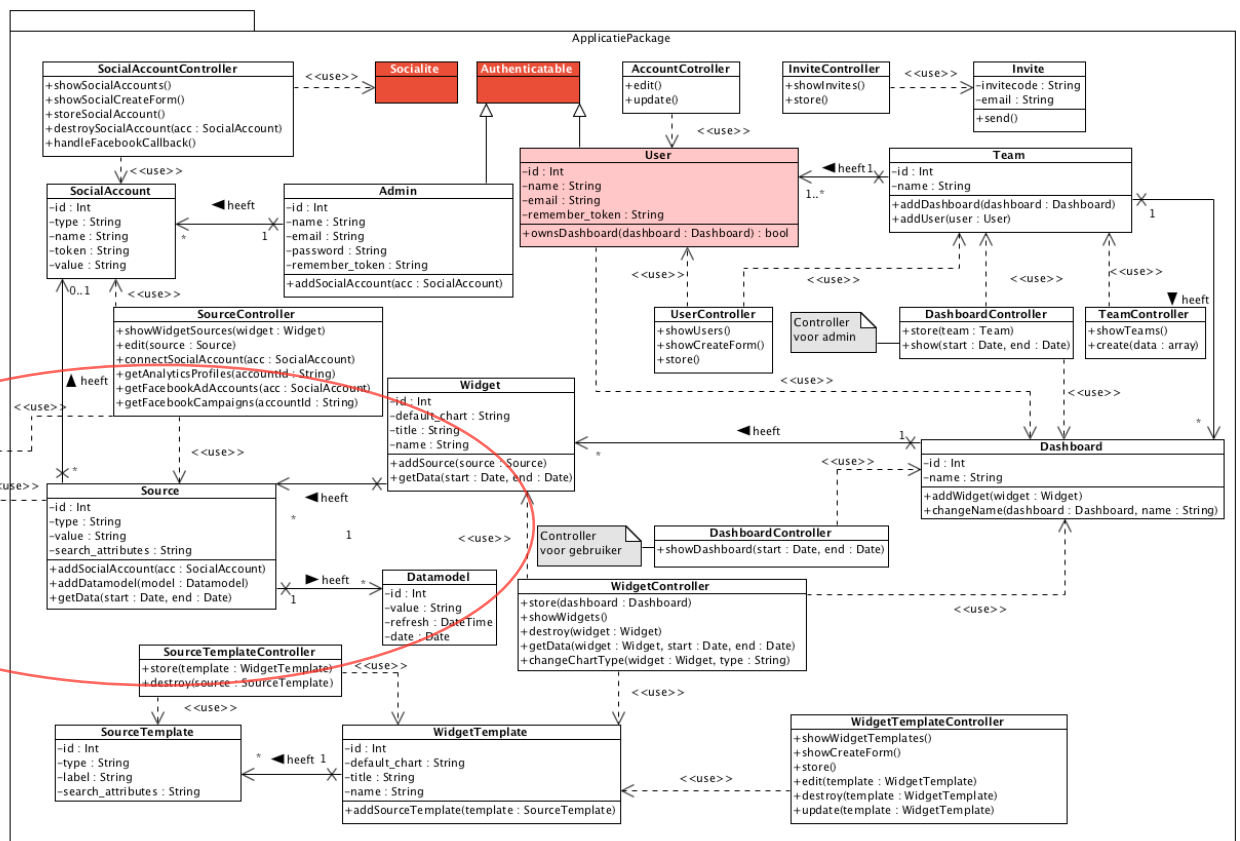 ApplicatiePackage
SocialAccountController
+showSocialAccounts()
+showSocialCreateForm()
+storeSocialAccount()
+destroySocialAccount(acc : SocialAccount)
+handleFacebookCallback()
<<use>>
Socialite
Authenticatable
AccountCotroller
+edit()
+update()
<<use>>
InviteController
+showInvites()
+store()
<<use>>
Invite
-invitecode : String
-email : String
+send()
<<use>>
SocialAccount
-id : Int
-type : String
-name : String
-token : String
-value : String
◀ heeft
*
1
Admin
-id : Int
-name : String
-email : String
-password : String
-remember_token : String
+addSocialAccount(acc : SocialAccount)
User
-id : Int
-name : String
-email : String
-remember_token : String
+ownsDashboard(dashboard : Dashboard) : bool
◀ heeft 1
1..*
Team
-id : Int
-name : String
+addDashboard(dashboard : Dashboard)
+addUser(user : User)
1
<<use>>
<<use>>
<<use>>
<<use>>
▼ heeft
0..1
<<use>>
SourceController
+showWidgetSources(widget : Widget)
+edit(source : Source)
+connectSocialAccount(acc : SocialAccount)
+getAnalyticsProfiles(accountId : String)
+getFacebookAdAccounts(acc : SocialAccount)
+getFacebookCampaigns(accountId : String)
UserController
+showUsers()
+showCreateForm()
+store()
Controller
voor admin
DashboardController
+store(team : Team)
+show(start : Date, end : Date)
TeamController
+showTeams()
+create(data : array)
▲ heeft
<<use>>
<<use>>
<<use>>
Widget
-id : Int
-default_chart : String
-title : String
-name : String
+addSource(source : Source)
+getData(start : Date, end : Date)
◀ heeft
1
*
*
Dashboard
-id : Int
-name : String
+addWidget(widget : Widget)
+changeName(dashboard : Dashboard, name : String)
<<use>>
<<use>>
*
use>>
Source
-id : Int
-type : String
-value : String
-search_attributes : String
+addSocialAccount(acc : SocialAccount)
+addDatamodel(model : Datamodel)
+getData(start : Date, end : Date)
◀ heeft
*
1
<<use>>
Controller
voor gebruiker
DashboardController
+showDashboard(start : Date, end : Date)
▶ heeft
*
1
Datamodel
-id : Int
-value : String
-refresh : DateTime
-date : Date
WidgetController
+store(dashboard : Dashboard)
+showWidgets()
+destroy(widget : Widget)
+getData(widget : Widget, start : Date, end : Date)
+changeChartType(widget : Widget, type : String)
<<use>>
SourceTemplateController
+store(template : WidgetTemplate)
+destroy(source : SourceTemplate)
<<use>>
<<use>>
<<use>>
SourceTemplate
-id : Int
-type : String
-label : String
-search_attributes : String
* ◀ heeft 1
WidgetTemplate
-id : Int
-default_chart : String
-title : String
-name : String
+addSourceTemplate(template : SourceTemplate)
<<use>>
WidgetTemplateController
+showWidgetTemplates()
+showCreateForm()
+store()
+edit(template : WidgetTemplate)
+destroy(template : WidgetTemplate)
+update(template : WidgetTemplate)